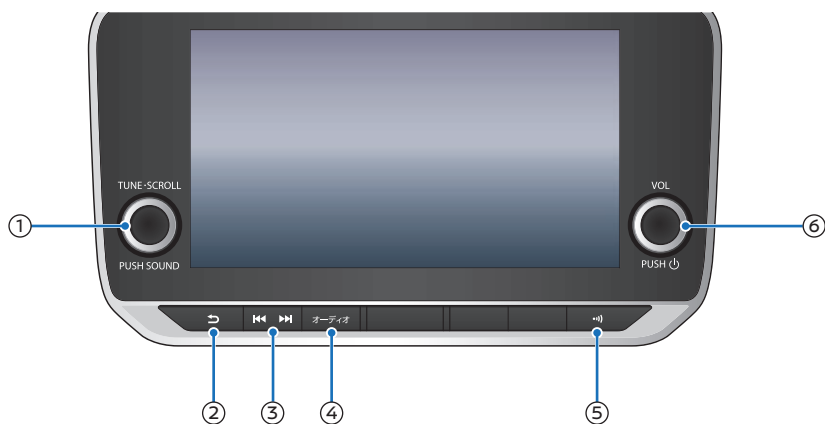 TUNE·SCROLL
VOL
①
⑥
PUSH SOUND
PUSH
オーディオ
②
③
④
⑤